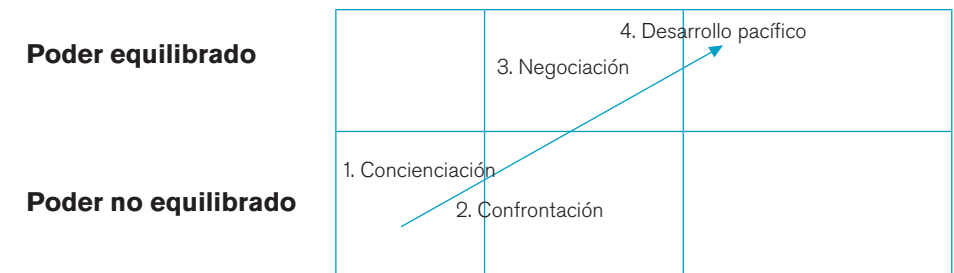 4. Desarrollo pacífico
Poder equilibrado
3. Negociación
1. Concienciación
Poder no equilibrado
2. Confrontación